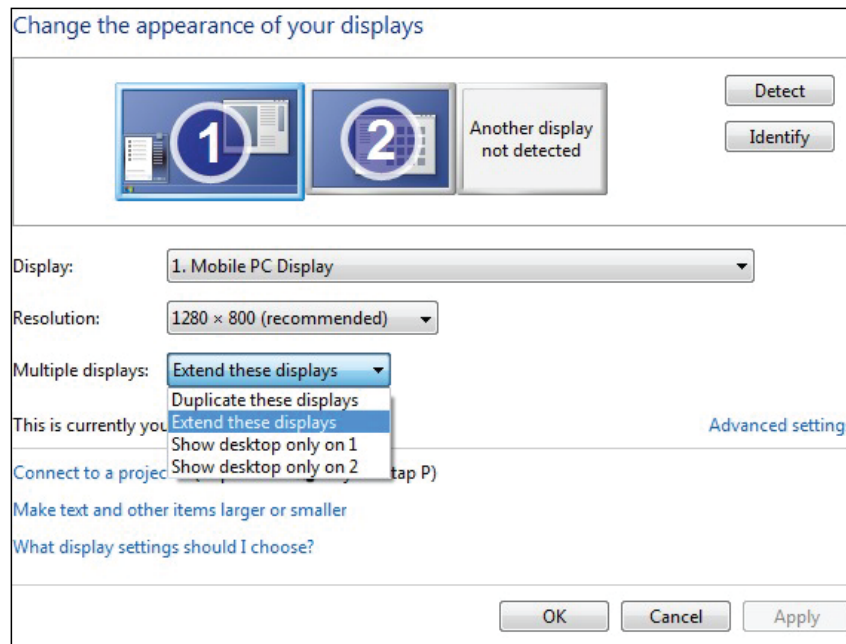 Change the appearance of your displays
Detect
1
2
Another display
not detected
Identify
Display:
1. Mobile PC Display
Resolution:
1280 × 800 (recommended)
Multiple displays:
Extend these displays
Duplicate these displays
This is currently you
Extend these displays
Advanced setting
Show desktop only on 1
Show desktop only on 2
Connect to a projec
tap P)
Make text and other items larger or smaller
What display settings should I choose?
OK
Cancel
Apply